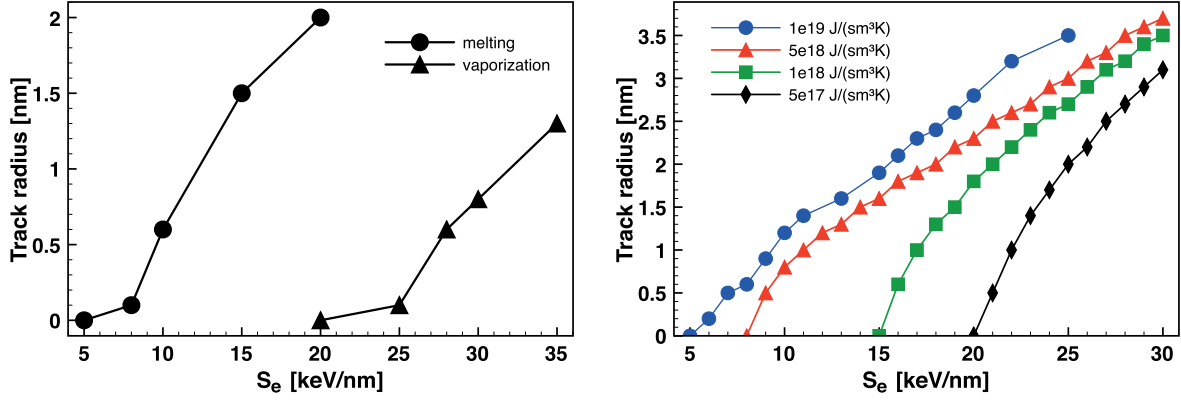 2
1.5
1
0.5
0
Track radius [nm]
melting
vaporization
5 10 15 20 25 30 35
Sₑ [keV/nm]
3.5
3
2.5
2
1.5
1
0.5
0
Track radius [nm]
1e19 J/(sm³K)
5e18 J/(sm³K)
1e18 J/(sm³K)
5e17 J/(sm³K)
5 10 15 20 25 30
Sₑ [keV/nm]